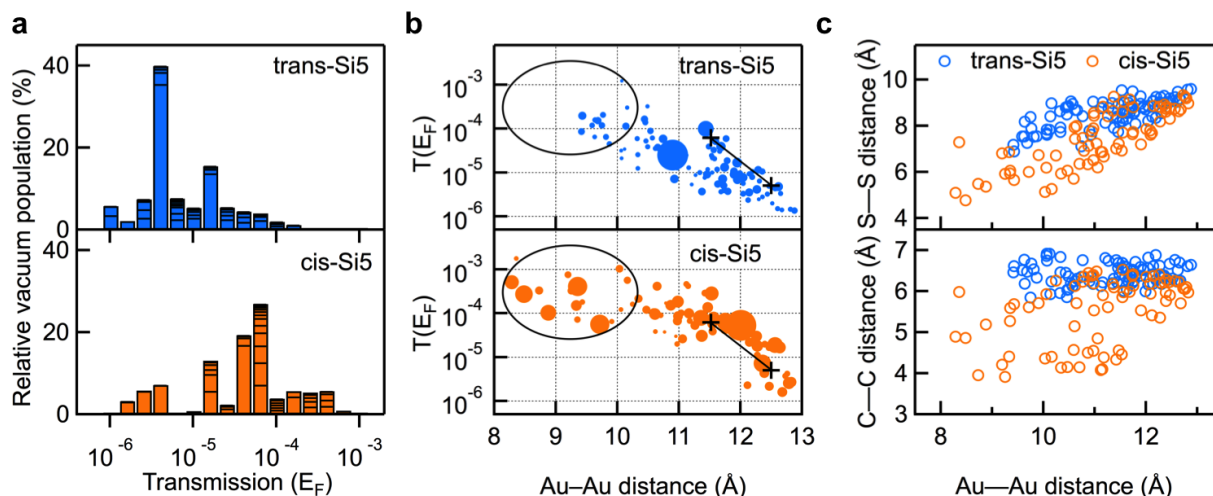 a
Relative vacuum population (%)
40
20
0
trans-Si5
40
20
0
cis-Si5
10⁻⁶
10⁻⁵
10⁻⁴
10⁻³
Transmission (E_F)
b
T(E_F)
10⁻³
10⁻⁴
10⁻⁵
10⁻⁶
trans-Si5
T(E_F)
10⁻³
10⁻⁴
10⁻⁵
10⁻⁶
cis-Si5
8
9
10
11
12
13
Au–Au distance (Å)
c
S—S distance (Å)
10
8
6
4
trans-Si5
cis-Si5
C—C distance (Å)
7
6
5
4
3
8
10
12
Au—Au distance (Å)